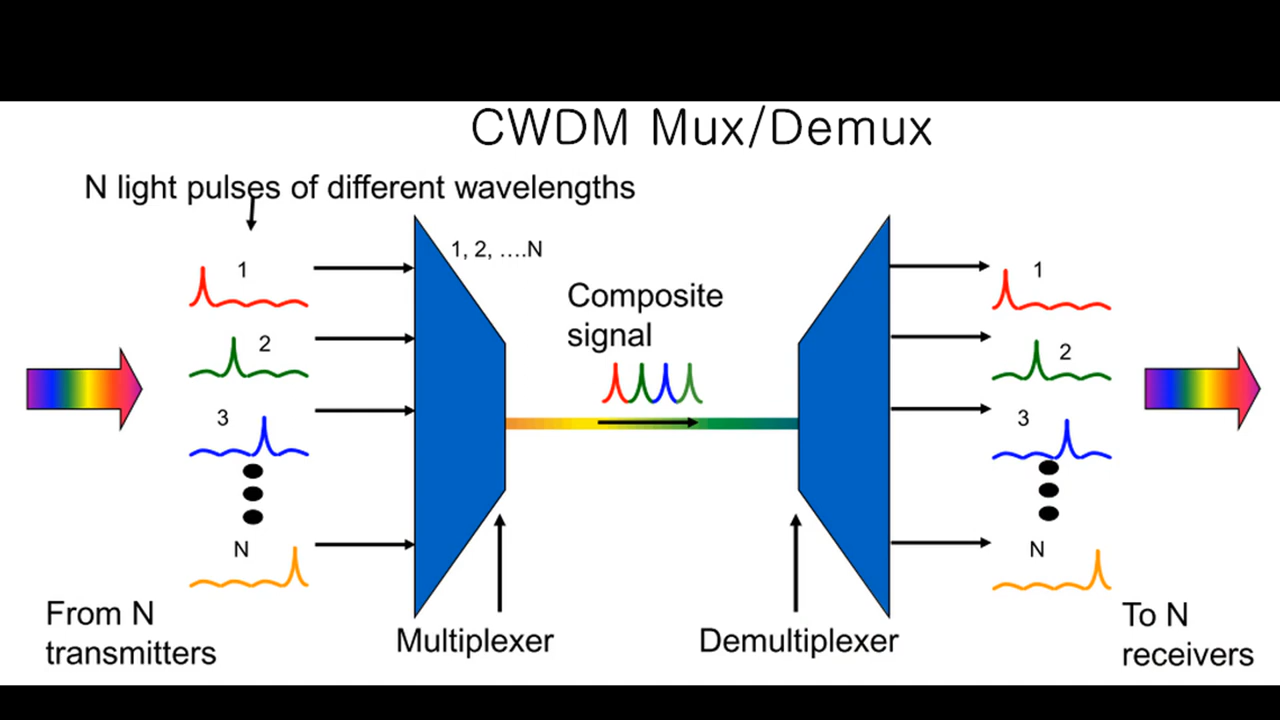 CWDM Mux/Demux
N light pulses of different wavelengths
1, 2, ….N
Composite
signal
1
2
3
N
1
2
3
N
From N
transmitters
Multiplexer
Demultiplexer
To N
receivers